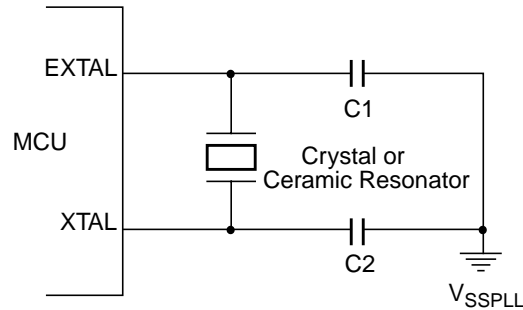 EXTAL
C1
MCU
Crystal or
Ceramic Resonator
XTAL
C2
VSSPLL